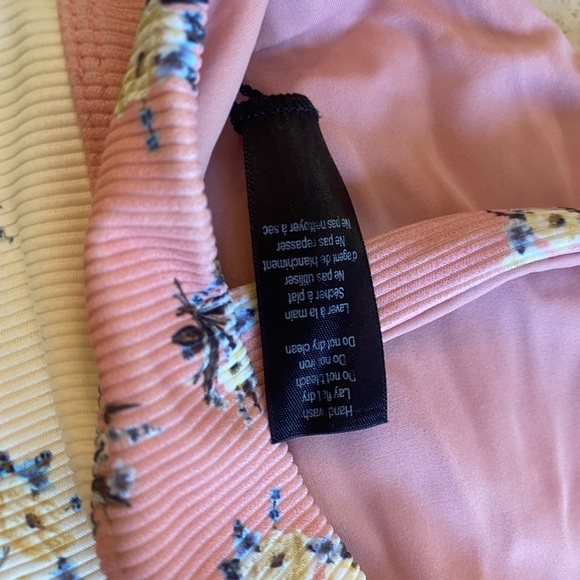 Hand wash
Lay flat dry
Do not bleach
Do not iron
Do not dry clean
Laver à la main
Sécher à plat
Ne pas utiliser
d'agent de blanchiment
Ne pas repasser
Ne pas nettoyer à sec